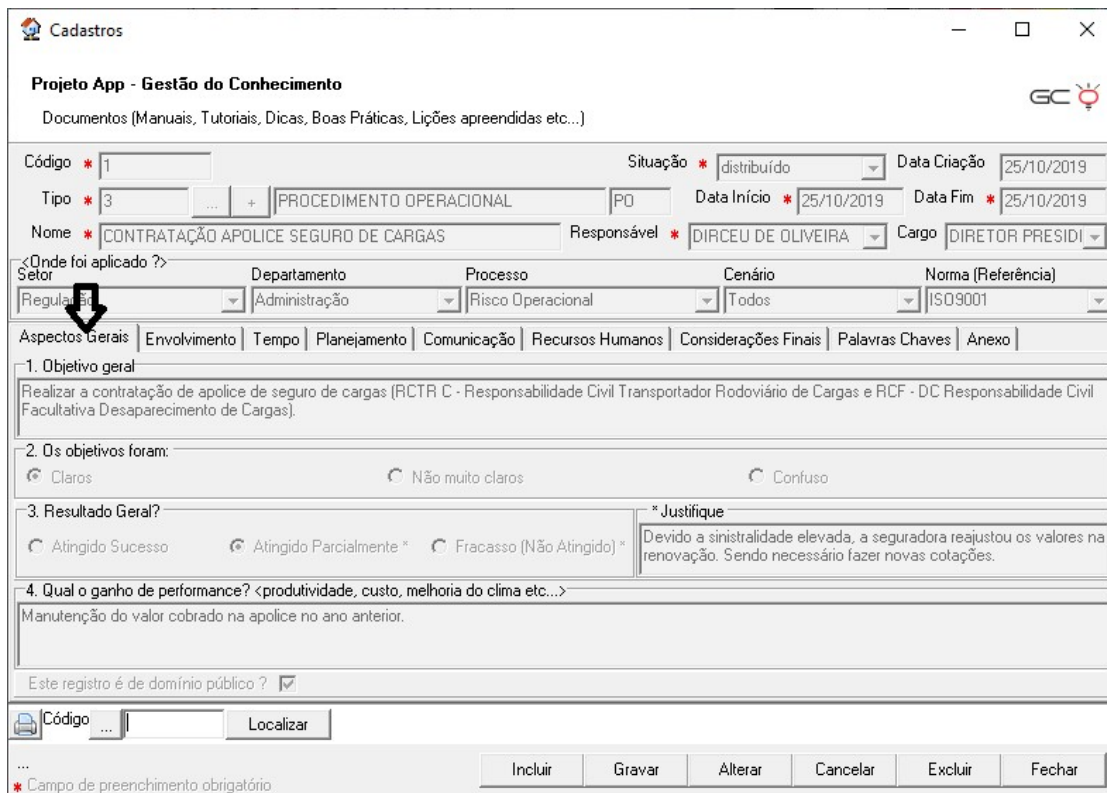 Cadastros
Projeto App - Gestão do Conhecimento
GC
Documentos (Manuais, Tutoriais, Dicas, Boas Práticas, Lições apreendidas etc...)
Código * 1 Situação * distribuído Data Criação 25/10/2019
Tipo * 3 ... + PROCEDIMENTO OPERACIONAL PO Data Início * 25/10/2019 Data Fim * 25/10/2019
Nome * CONTRATAÇÃO APOLICE SEGURO DE CARGAS Responsável * DIRCEU DE OLIVEIRA Cargo DIRETOR PRESIDI
<Onde foi aplicado ?>
Setor Departamento Processo Cenário Norma (Referência)
Regulação Administração Risco Operacional Todos ISO9001
Aspectos Gerais Envolvimento Tempo Planejamento Comunicação Recursos Humanos Considerações Finais Palavras Chaves Anexo
1. Objetivo geral
Realizar a contratação de apolice de seguro de cargas (RCTR C - Responsabilidade Civil Transportador Rodoviário de Cargas e RCF - DC Responsabilidade Civil
Facultativa Desaparecimento de Cargas).
2. Os objetivos foram:
Claros Não muito claros Confuso
3. Resultado Geral? * Justifique
Atingido Sucesso Atingido Parcialmente * Fracasso (Não Atingido) *
Devido a sinistralidade elevada, a seguradora reajustou os valores na
renovação. Sendo necessário fazer novas cotações.
4. Qual o ganho de performance? <produtividade, custo, melhoria do clima etc...>
Manutenção do valor cobrado na apolice no ano anterior.
Este registro é de domínio público ?
Código ... Localizar
...
* Campo de preenchimento obrigatório
Incluir Gravar Alterar Cancelar Excluir Fechar